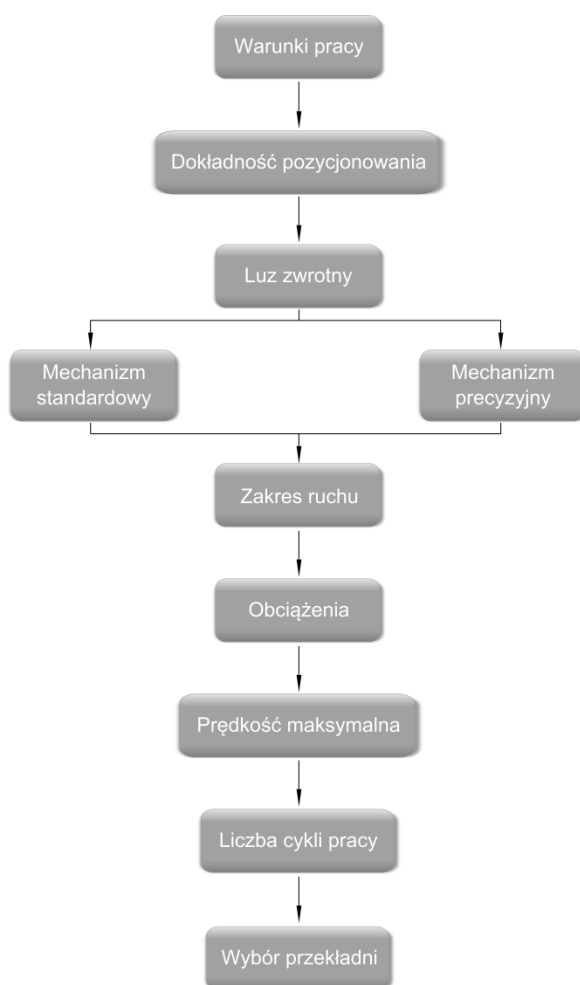 Warunki pracy
Dokładność pozycjonowania
Luz zwrotny
Mechanizm
standardowy
Mechanizm
precyzyjny
Zakres ruchu
Obciążenia
Prędkość maksymalna
Liczba cykli pracy
Wybór przekładni